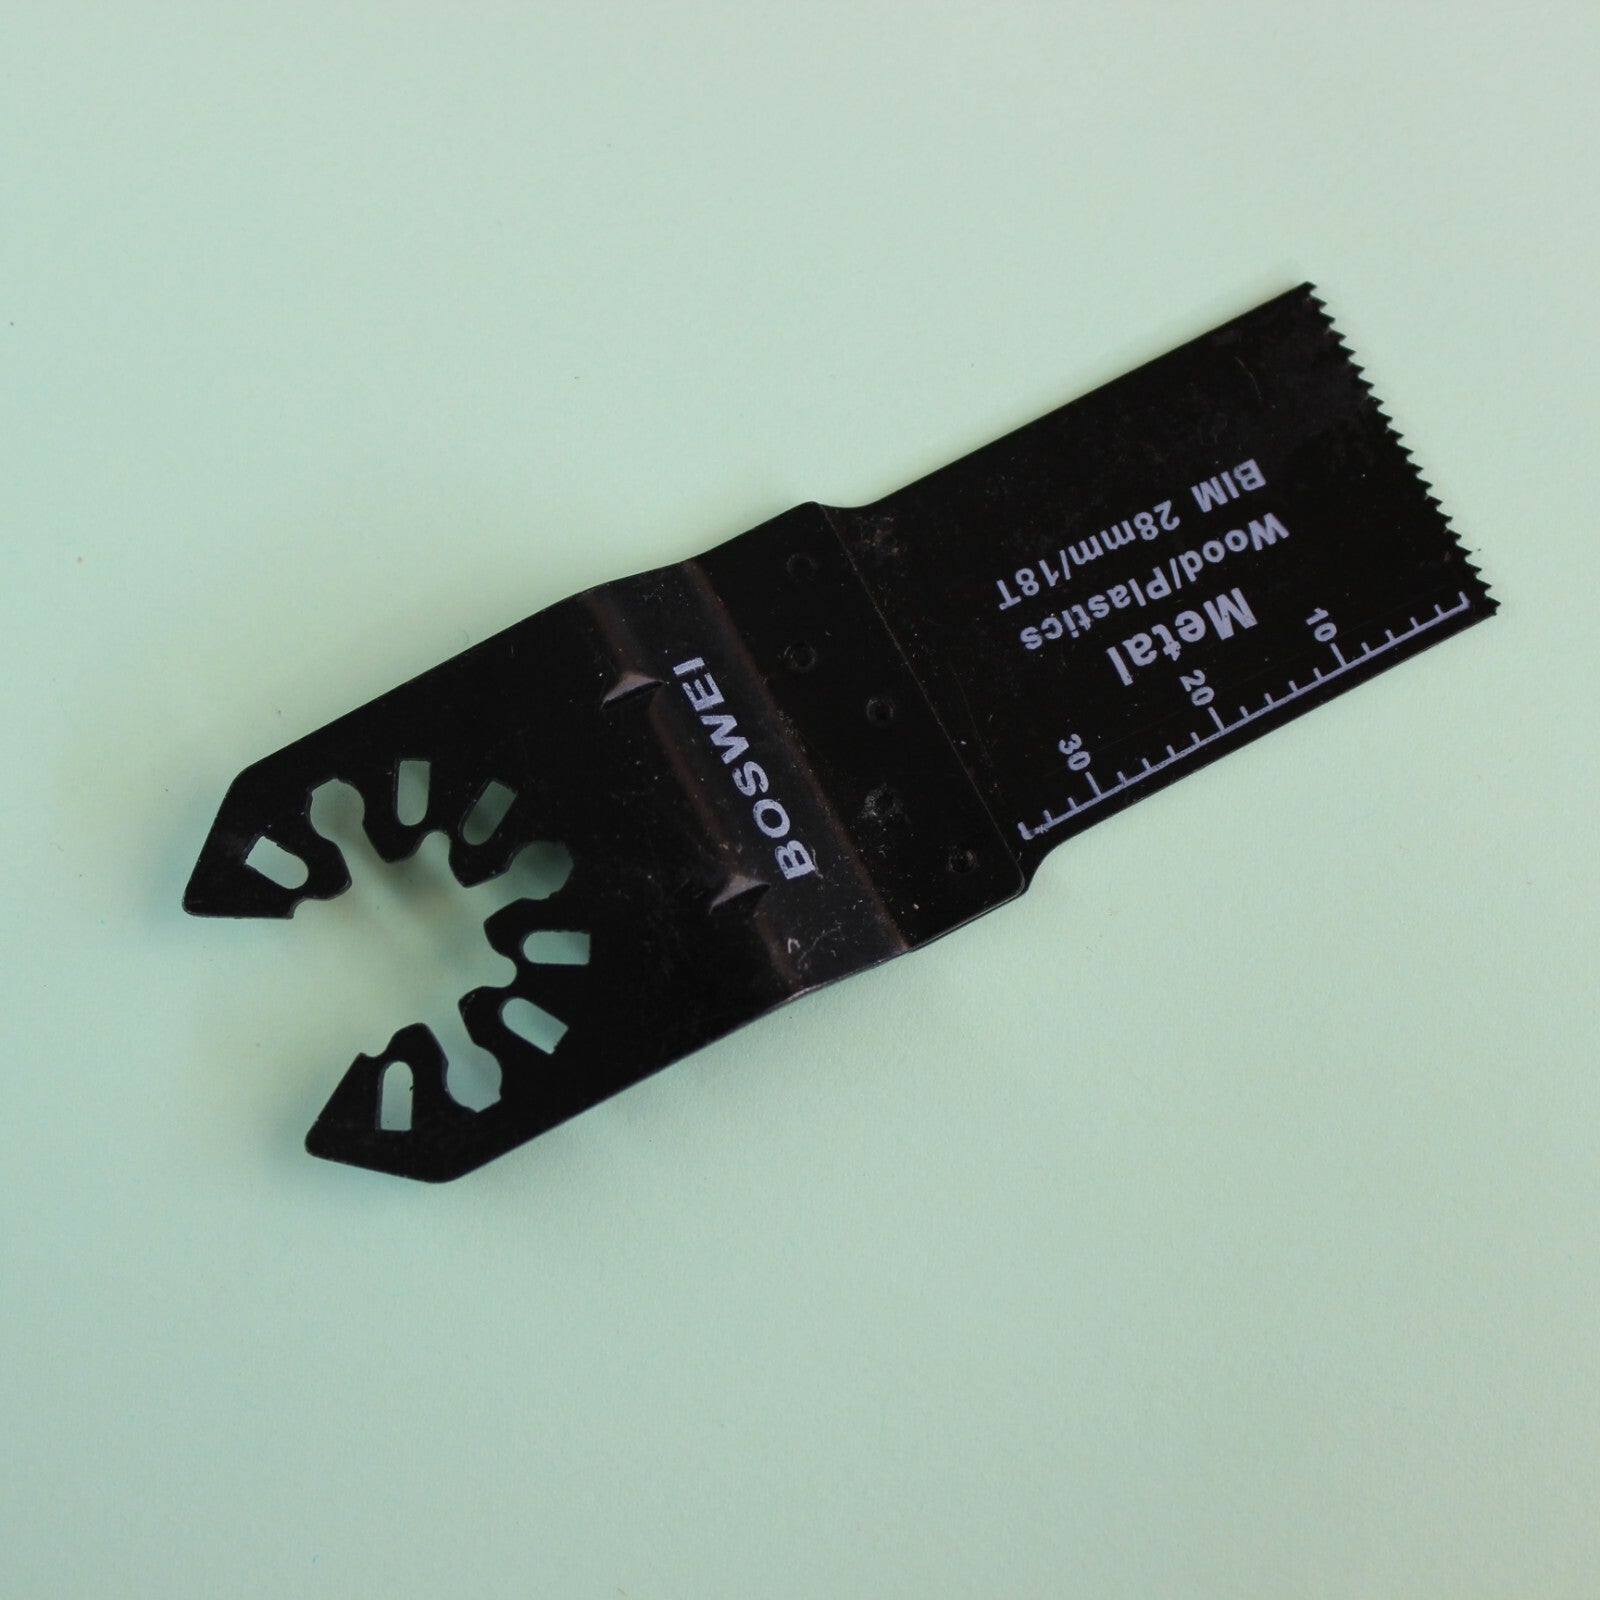 BOSWEI
Metal
Wood/Plastics
BIM 28mm/18T
30
20
10